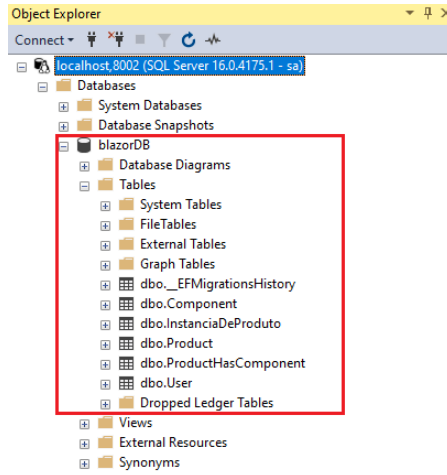 Object Explorer
Connect
localhost,8002 (SQL Server 16.0.4175.1 - sa)
Databases
System Databases
Database Snapshots
blazorDB
Database Diagrams
Tables
System Tables
FileTables
External Tables
Graph Tables
dbo.__EFMigrationsHistory
dbo.Component
dbo.InstanciaDeProduto
dbo.Product
dbo.ProductHasComponent
dbo.User
Dropped Ledger Tables
Views
External Resources
Synonyms